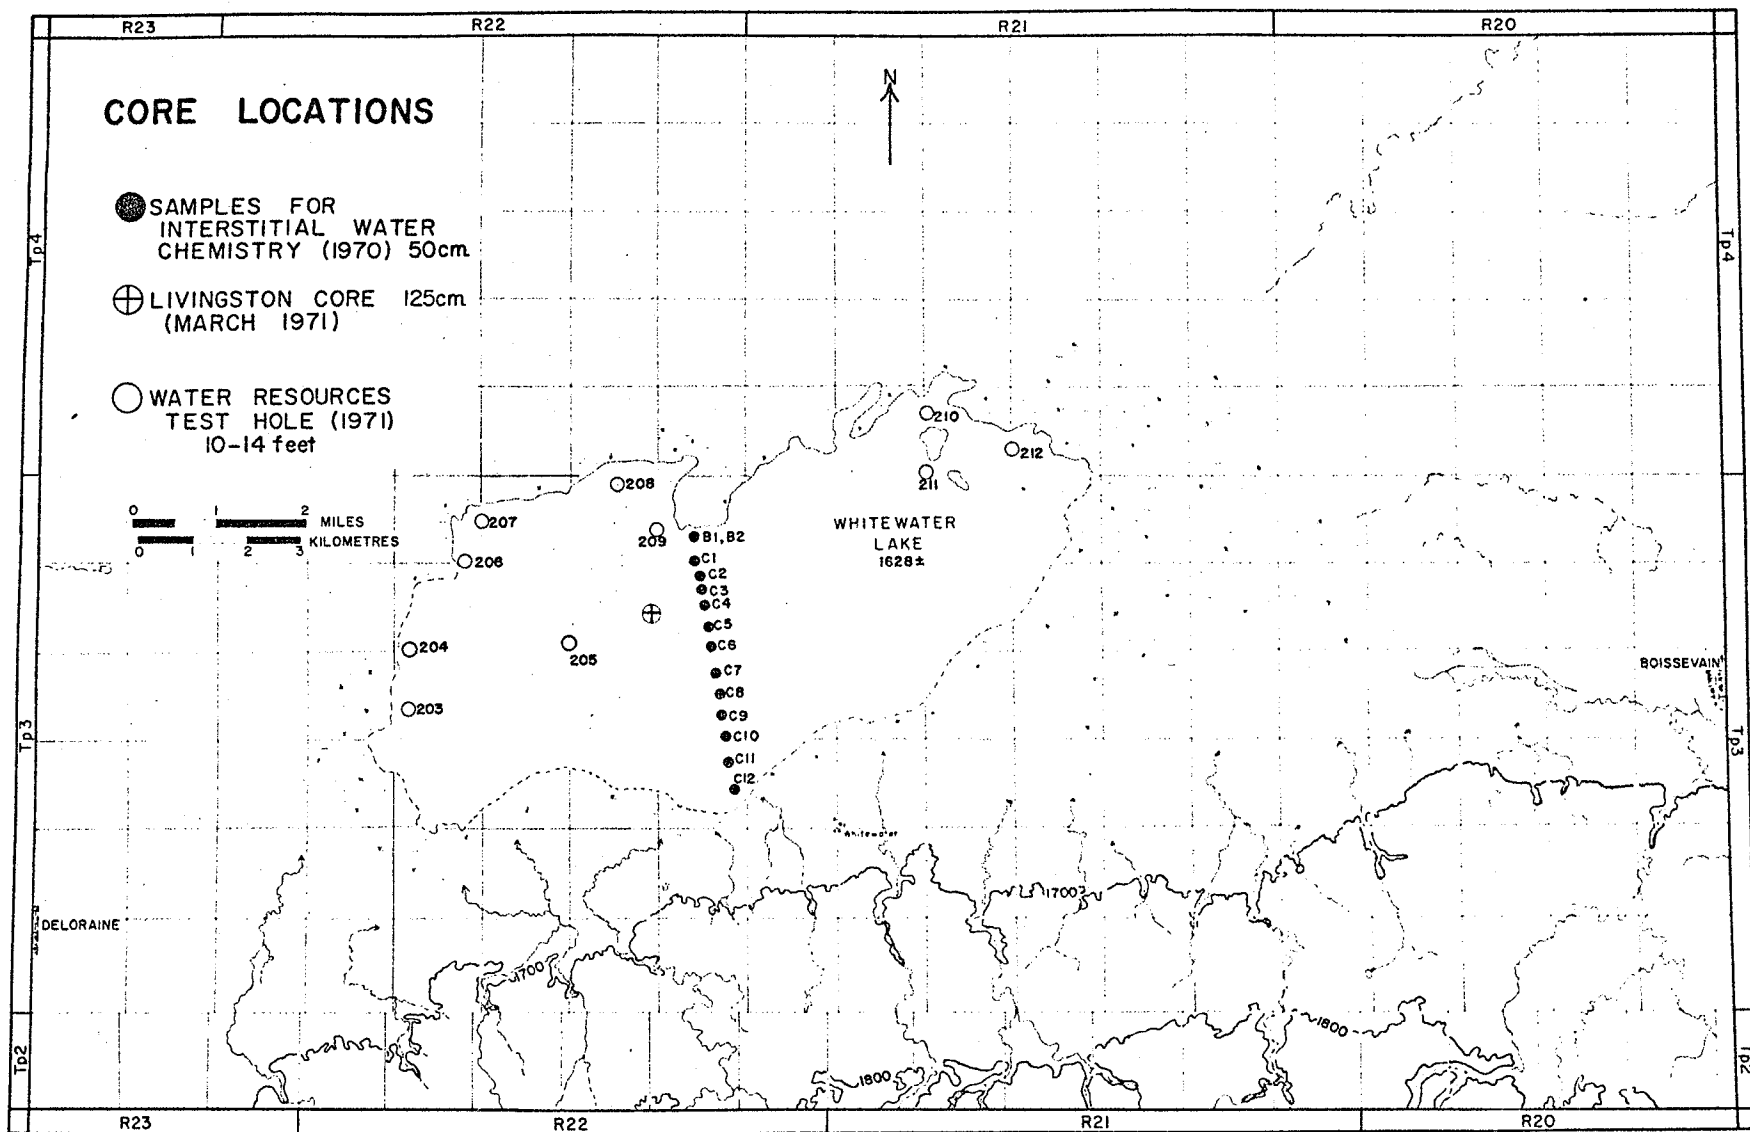 R23 R22 R21 R20
CORE LOCATIONS
N
SAMPLES FOR
INTERSTITIAL WATER
CHEMISTRY (1970) 50cm
LIVINGSTON CORE 125cm
(MARCH 1971)
WATER RESOURCES
TEST HOLE (1971)
10-14 feet
Tp4
Tp4
0 1 2 MILES
KILOMETRES
0 1 2 3
210
212
211
208
207
209
206
204
205
203
B1,B2
C1
C2
C3
C4
C5
C6
C7
C8
C9
C10
C11
C12
WHITEWATER
LAKE
1628±
BOISSEVAIN
Tp3
Tp3
Whitewater
DELORAINE
1700
1700
1800
1800
Tp2
Tp2
R23 R22 R21 R20